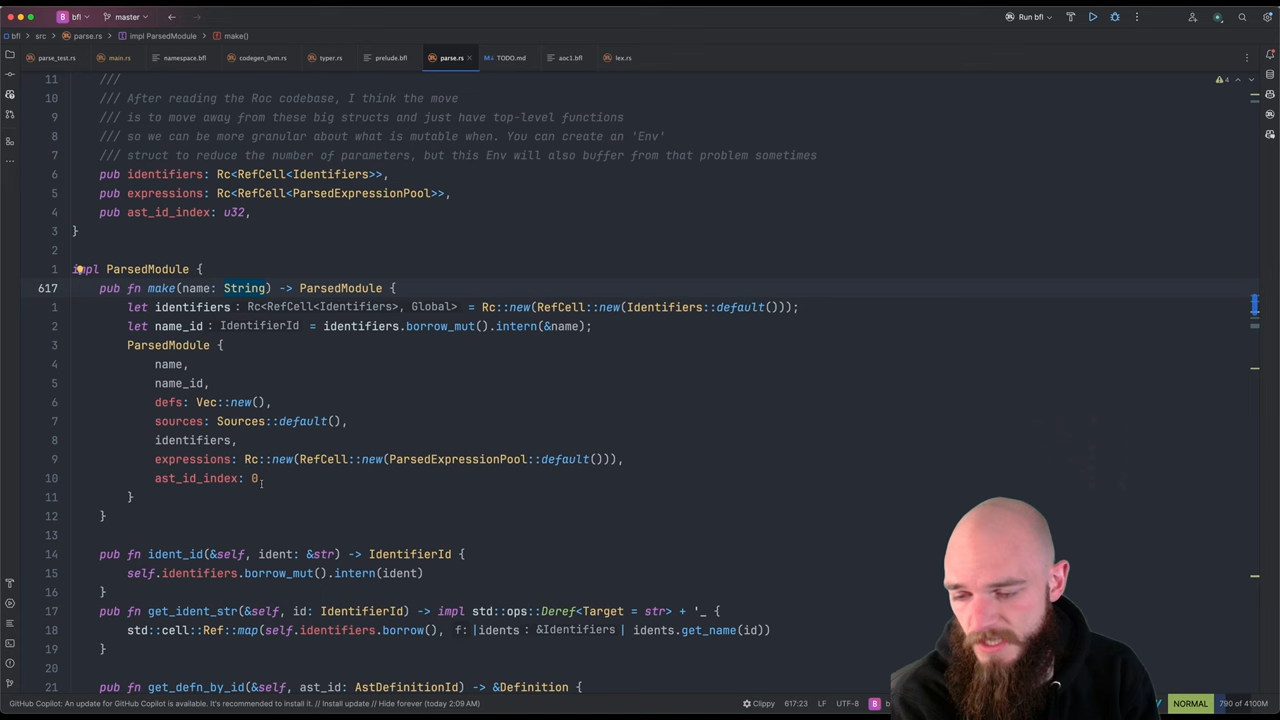 B bfl master Run bfl
bfl src parse.rs impl ParsedModule make()
parse_test.rs main.rs namespace.bfl codegen_llvm.rs typer.rs prelude.bfl parse.rs TODO.md aoc1.bfl lex.rs
11 /// 4
10 /// After reading the Roc codebase, I think the move
9 /// is to move away from these big structs and just have top-level functions
8 /// so we can be more granular about what is mutable when. You can create an 'Env'
7 /// struct to reduce the number of parameters, but this Env will also buffer from that problem sometimes
6 pub identifiers: Rc<RefCell<Identifiers>>,
5 pub expressions: Rc<RefCell<ParsedExpressionPool>>,
4 pub ast_id_index: u32,
3 }
2
1 impl ParsedModule {
617 pub fn make(name: String) -> ParsedModule {
1 let identifiers: Rc<RefCell<Identifiers>, Global> = Rc::new(RefCell::new(Identifiers::default()));
2 let name_id: IdentifierId = identifiers.borrow_mut().intern(&name);
3 ParsedModule {
4 name,
5 name_id,
6 defs: Vec::new(),
7 sources: Sources::default(),
8 identifiers,
9 expressions: Rc::new(RefCell::new(ParsedExpressionPool::default())),
10 ast_id_index: 0
11 }
12 }
13
14 pub fn ident_id(&self, ident: &str) -> IdentifierId {
15 self.identifiers.borrow_mut().intern(ident)
16 }
17 pub fn get_ident_str(&self, id: IdentifierId) -> impl std::ops::Deref<Target = str> + '_ {
18 std::cell::Ref::map(self.identifiers.borrow(), f: |idents: &Identifiers| idents.get_name(id))
19 }
20
21 pub fn get_defn_by_id(&self, ast_id: AstDefinitionId) -> &Definition {
GitHub Copilot: An update for GitHub Copilot is available. It's recommended to install it. // Install update // Hide forever (today 2:09 AM) Clippy 617:23 LF UTF-8 B NORMAL 790 of 4100M